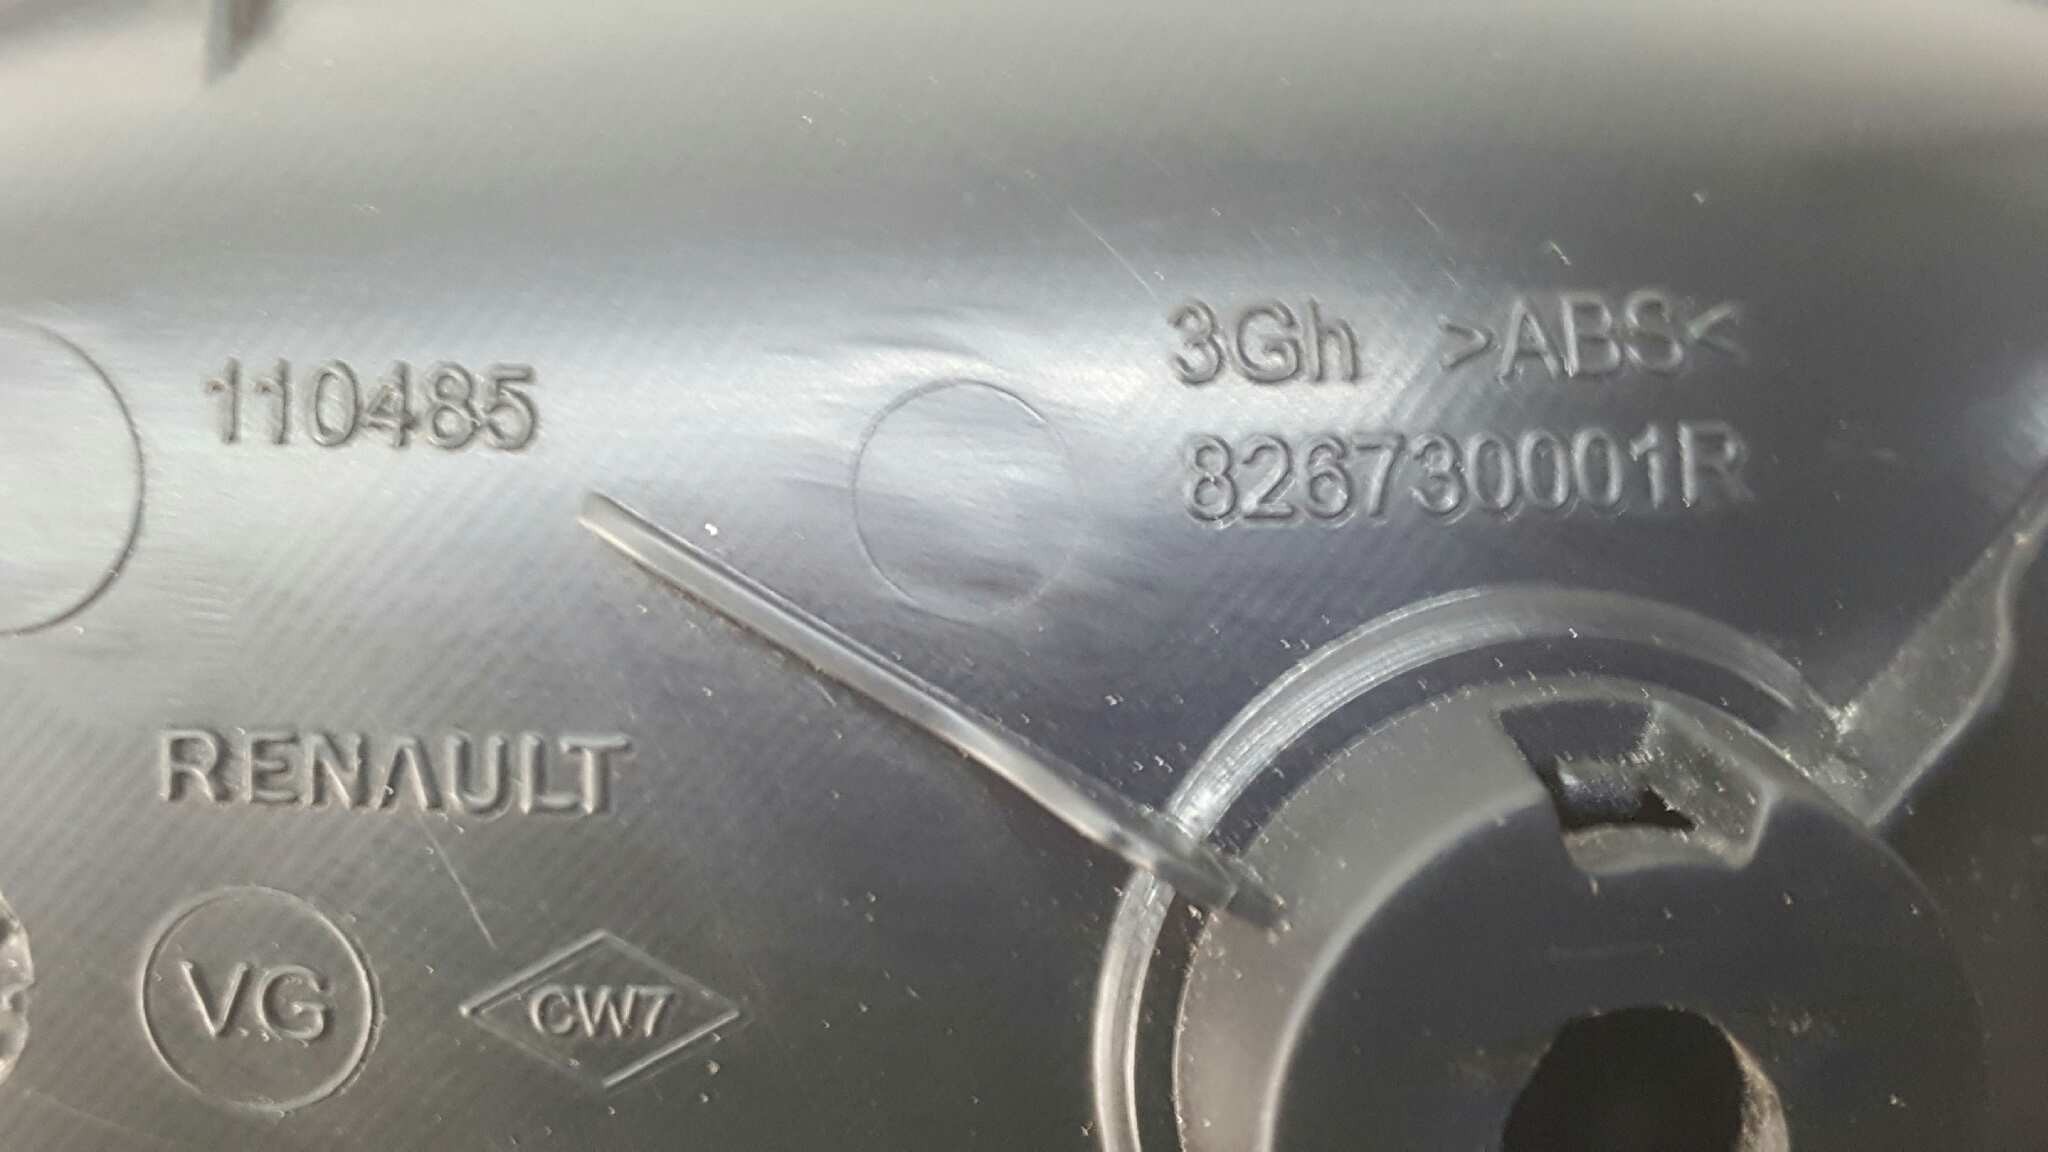 110485
3Gh >ABS<
826730001R
RENAULT
VG
CW7